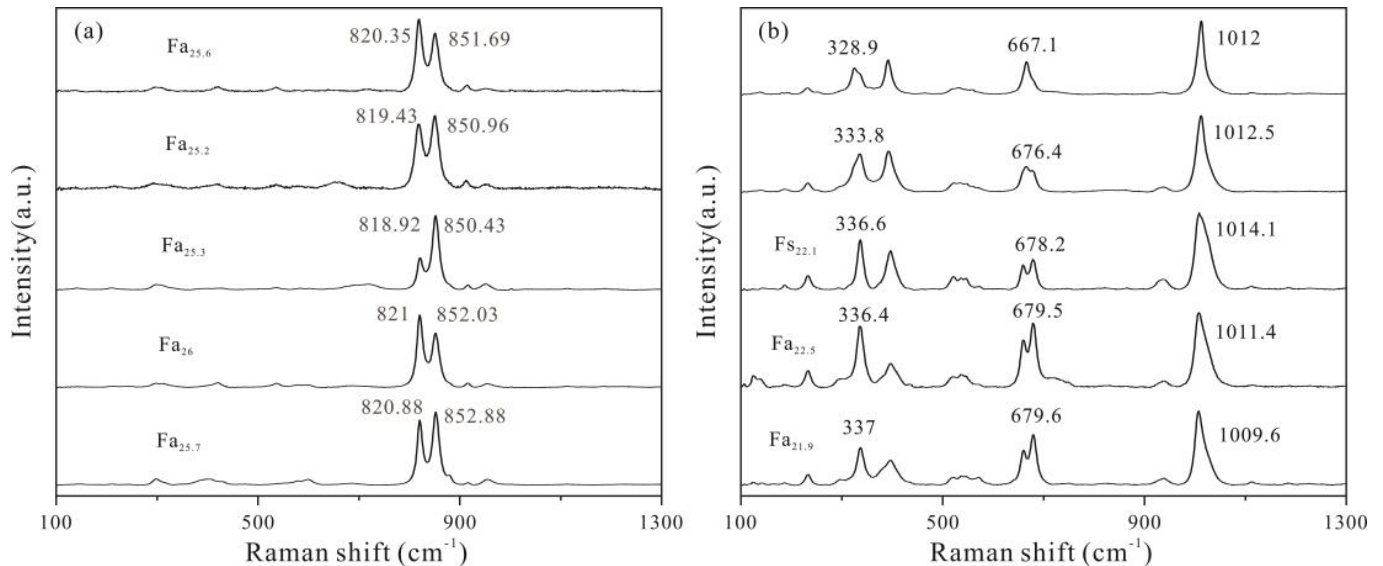 (a)
Fa25.6
820.35
851.69
Fa25.2
819.43
850.96
Fa25.3
818.92
850.43
Fa26
821
852.03
Fa25.7
820.88
852.88
Intensity(a.u.)
100
500
900
1300
Raman shift (cm-1)
(b)
328.9
667.1
1012
333.8
676.4
1012.5
Fs22.1
336.6
678.2
1014.1
Fa22.5
336.4
679.5
1011.4
Fa21.9
337
679.6
1009.6
Intensity(a.u.)
100
500
900
1300
Raman shift (cm-1)